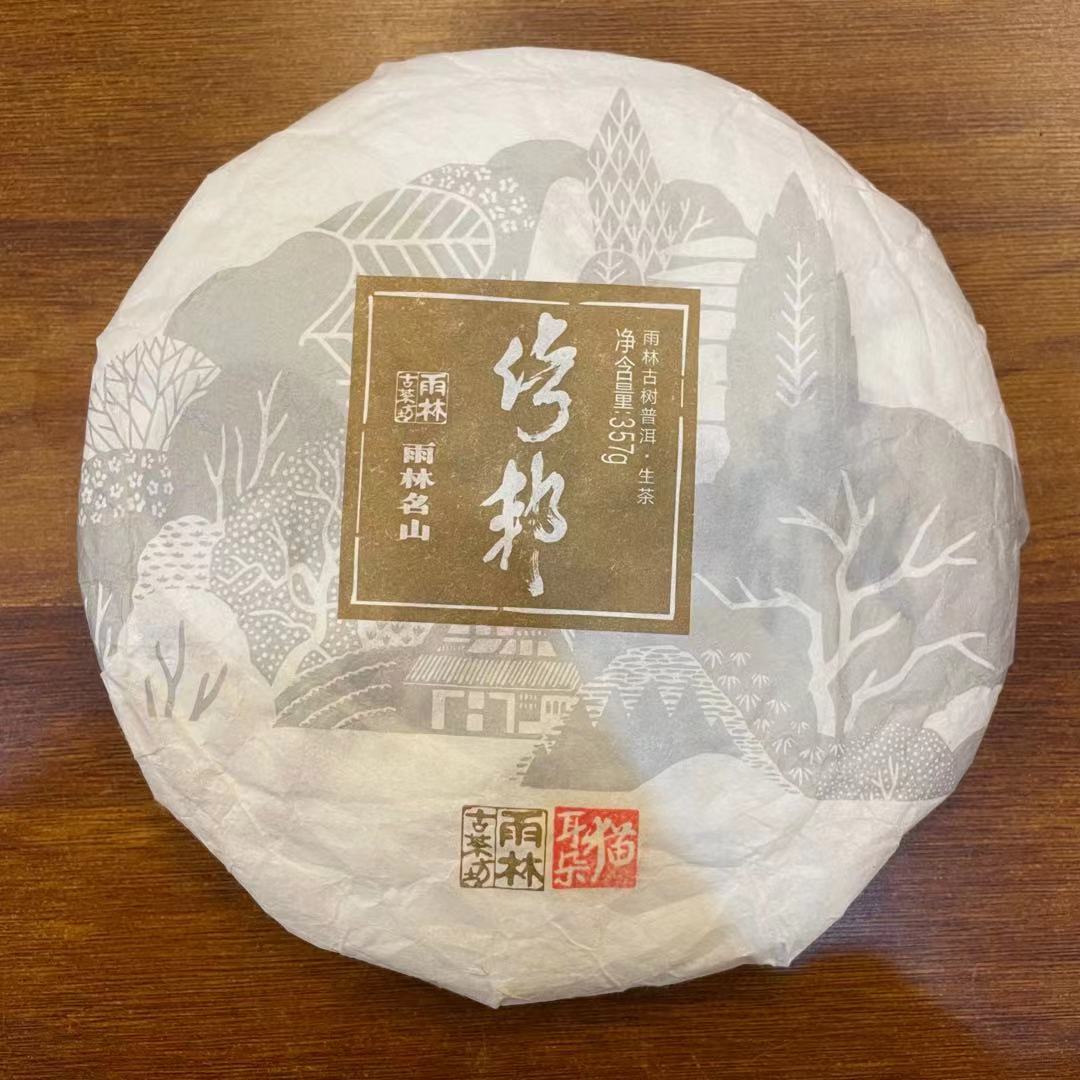 雨林古树普洱·生茶
净含量:357g
倚邦
雨林古茶坊
雨林名山
雨林古茶坊
猫耳朵